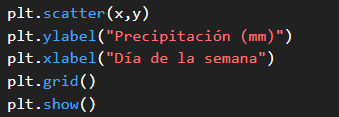 plt.scatter(x,y)
plt.ylabel("Precipitación (mm)")
plt.xlabel("Día de la semana")
plt.grid()
plt.show()